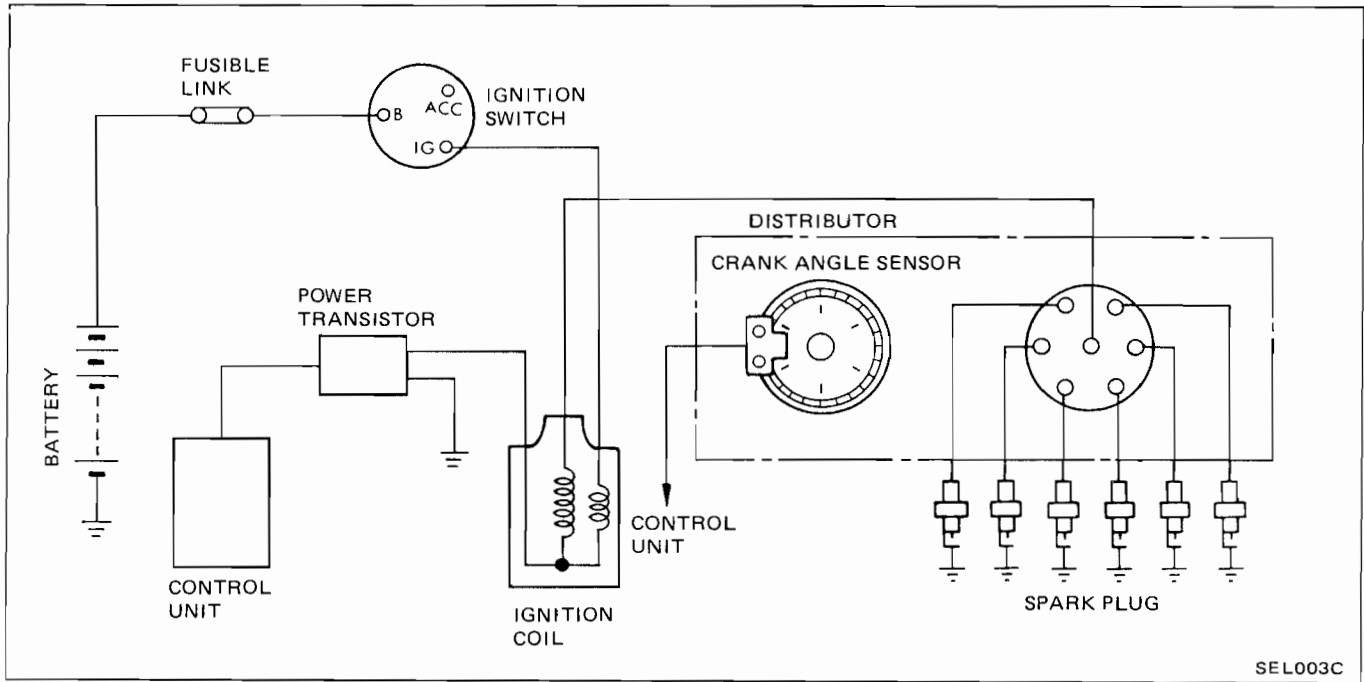 FUSIBLE
LINK
B
ACC
IG
IGNITION
SWITCH
DISTRIBUTOR
CRANK ANGLE SENSOR
POWER
TRANSISTOR
BATTERY
CONTROL
UNIT
IGNITION
COIL
CONTROL
UNIT
SPARK PLUG
SEL003C